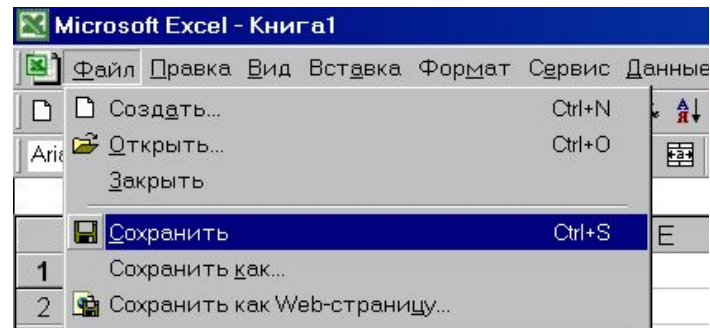 Microsoft Excel - Книга1
Файл Правка Вид Вставка Формат Сервис Данные
Создать... Ctrl+N
Открыть... Ctrl+O
Закрыть
Сохранить Ctrl+S
E
1 Сохранить как...
2 Сохранить как Web-страницу...